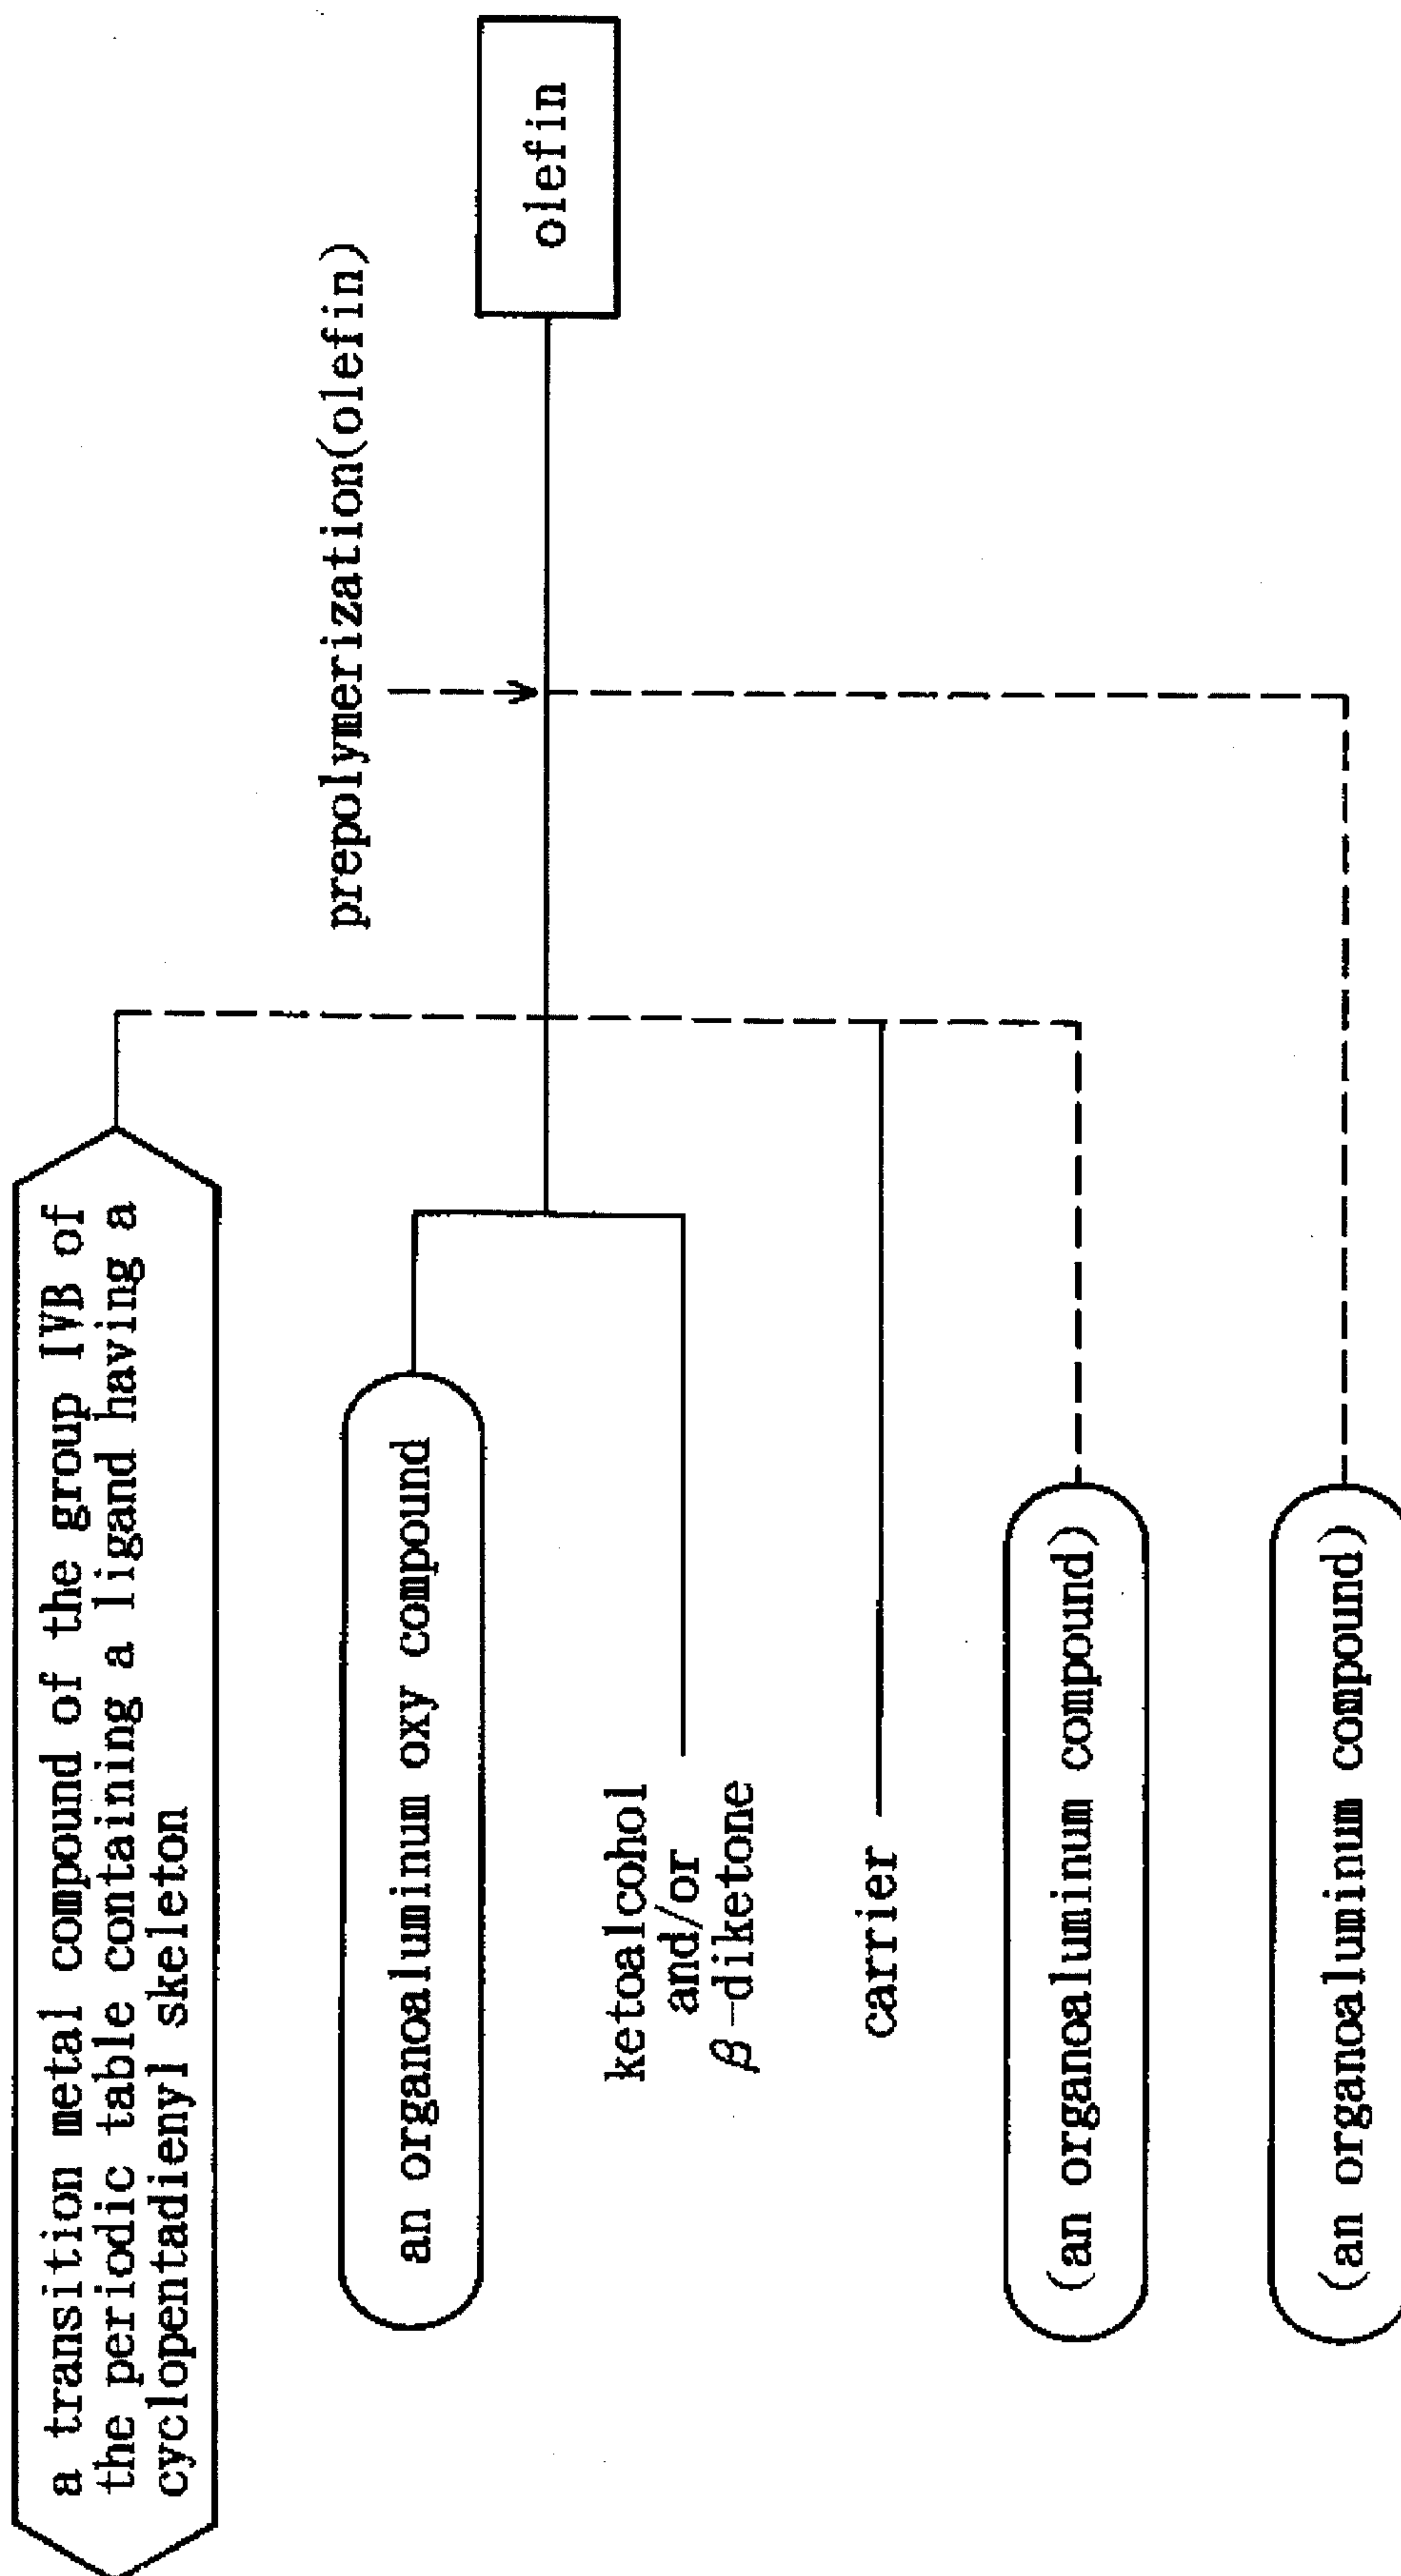 a transition metal compound of the group IVB of
the periodic table containing a ligand having a
cyclopentadienyl skeleton
prepolymerization(olefin)
an organoaluminum oxy compound
olefin
ketoalcohol
and/or
β-diketone
carrier
(an organoaluminum compound)
(an organoaluminum compound)